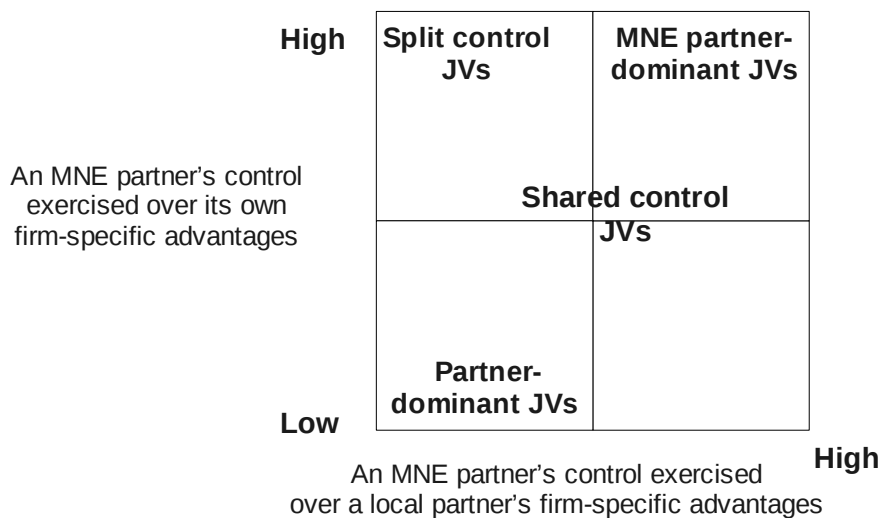 High
Split control
JVs
MNE partner-
dominant JVs
An MNE partner’s control
exercised over its own
firm-specific advantages
Shared control
JVs
Partner-
dominant JVs
Low
High
An MNE partner’s control exercised
over a local partner’s firm-specific advantages